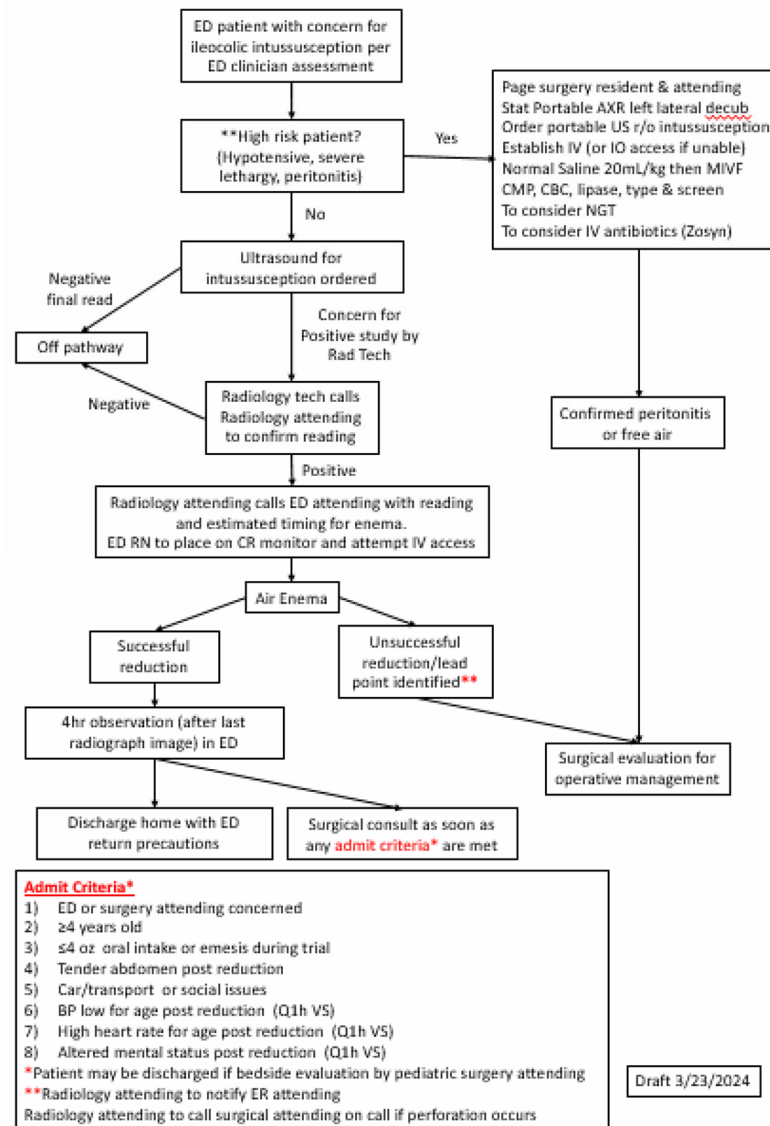 ED patient with concern for
ileocolic intussusception per
ED clinician assessment
**High risk patient?
(Hypotensive, severe
lethargy, peritonitis)
Yes
Page surgery resident & attending
Stat Portable AXR left lateral decub
Order portable US r/o intussusception
Establish IV (or IO access if unable)
Normal Saline 20mL/kg then MIVF
CMP, CBC, lipase, type & screen
To consider NGT
To consider IV antibiotics (Zosyn)
No
Ultrasound for
intussusception ordered
Negative
final read
Concern for
Positive study by
Rad Tech
Off pathway
Negative
Radiology tech calls
Radiology attending
to confirm reading
Confirmed peritonitis
or free air
Positive
Radiology attending calls ED attending with reading
and estimated timing for enema.
ED RN to place on CR monitor and attempt IV access
Air Enema
Successful
reduction
Unsuccessful
reduction/lead
point identified**
4hr observation (after last
radiograph image) in ED
Surgical evaluation for
operative management
Discharge home with ED
return precautions
Surgical consult as soon as
any admit criteria* are met
Admit Criteria*
1) ED or surgery attending concerned
2) ≥4 years old
3) ≤4 oz oral intake or emesis during trial
4) Tender abdomen post reduction
5) Car/transport or social issues
6) BP low for age post reduction (Q1h VS)
7) High heart rate for age post reduction (Q1h VS)
8) Altered mental status post reduction (Q1h VS)
*Patient may be discharged if bedside evaluation by pediatric surgery attending
**Radiology attending to notify ER attending
Radiology attending to call surgical attending on call if perforation occurs
Draft 3/23/2024